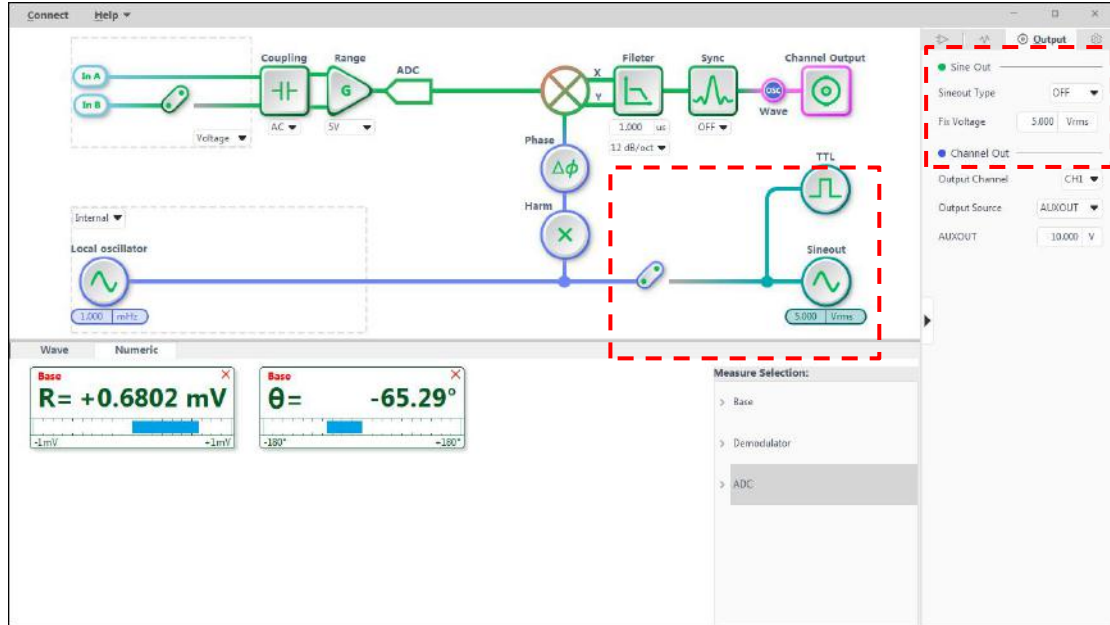 Connect Help
Output
Coupling Range ADC Fileter Sync Channel Output
In A
In B
G
X
Y
OSC
Wave
AC 5V 1.000 us OFF
Voltage
12 dB/oct
Phase
Δϕ
TTL
Harm
Internal
Local oscillator
Sineout
1.000 mHz
5.000 Vrms
Sine Out
Sineout Type OFF
Fix Voltage 5.000 Vrms
Channel Out
Output Channel CH1
Output Source AUXOUT
AUXOUT 10.000 V
Wave Numeric
Base
R= +0.6802 mV
-1mV +1mV
Base
θ= -65.29°
-180° +180°
Measure Selection:
Base
Demodulator
ADC